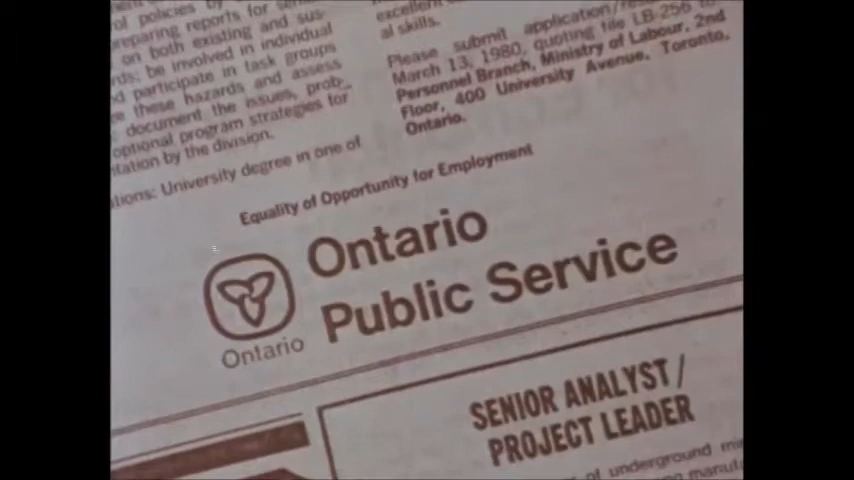 ol policies by
preparing reports for
on both existing and sus-
be involved in individual
participate in task groups
these hazards and assess
document the issues, prob-
optional program strategies for
by the division.
University degree in one of
excellent
al skills.
Please submit
March 13, 1980, quoting file LB-256
Personnel Branch, Ministry of Labour, 2nd
Floor, 400 University Avenue, Toronto,
Ontario.
Equality of Opportunity for Employment
Ontario
Public Service
Ontario
SENIOR ANALYST/
PROJECT LEADER
of underground